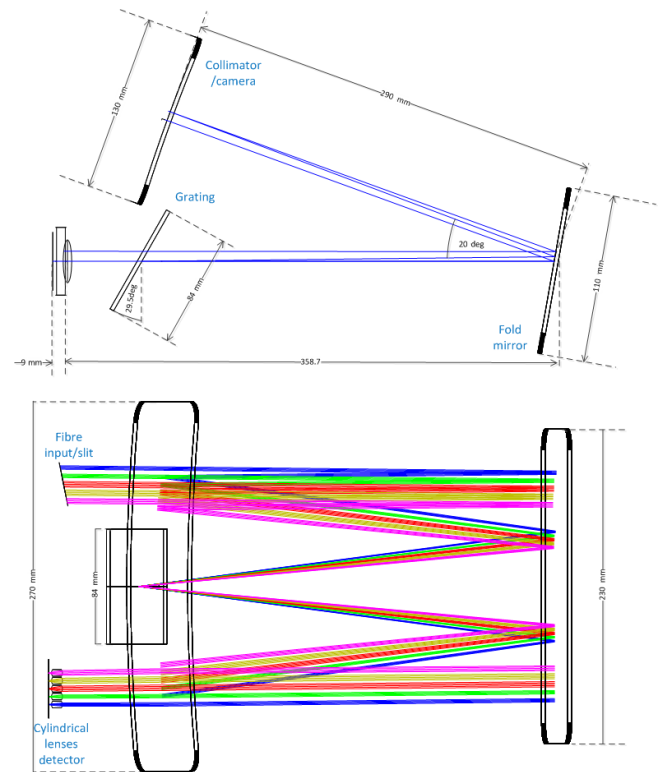 Collimator
/camera
130 mm
290 mm
Grating
20 deg
84 mm
29.5deg
110 mm
Fold
mirror
9 mm
358.7
Fibre
input/slit
270 mm
84 mm
230 mm
Cylindrical
lenses
detector